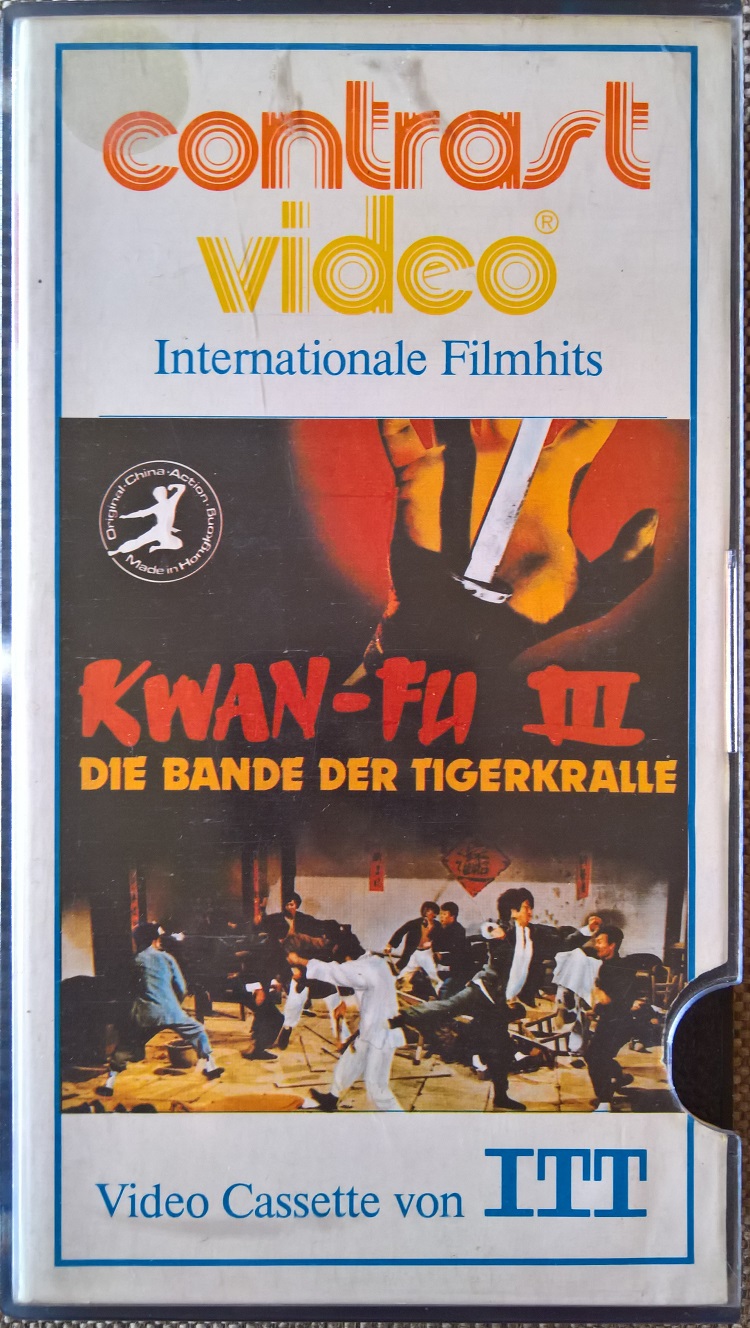 contrast
video®
Internationale Filmhits
Original·China·Action·
Made in Hongkong
KWAN-FU III
DIE BANDE DER TIGERKRALLE
Video Cassette von ITT